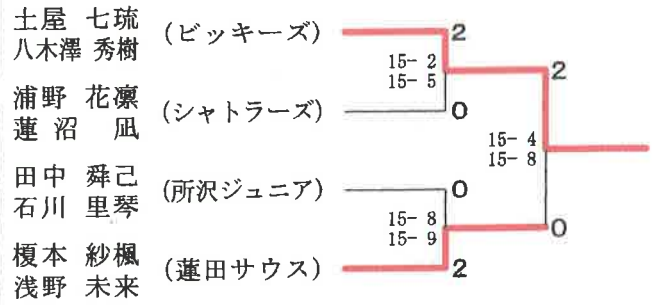 土屋 七琉
八木澤 秀樹
(ビッキーズ)
2
15- 2
15- 5
2
浦野 花凛
蓮沼 凪
(シャトラーズ)
0
15- 4
15- 8
田中 舜己
石川 里琴
(所沢ジュニア)
0
15- 8
15- 9
0
榎本 紗楓
浅野 未来
(蓮田サウス)
2